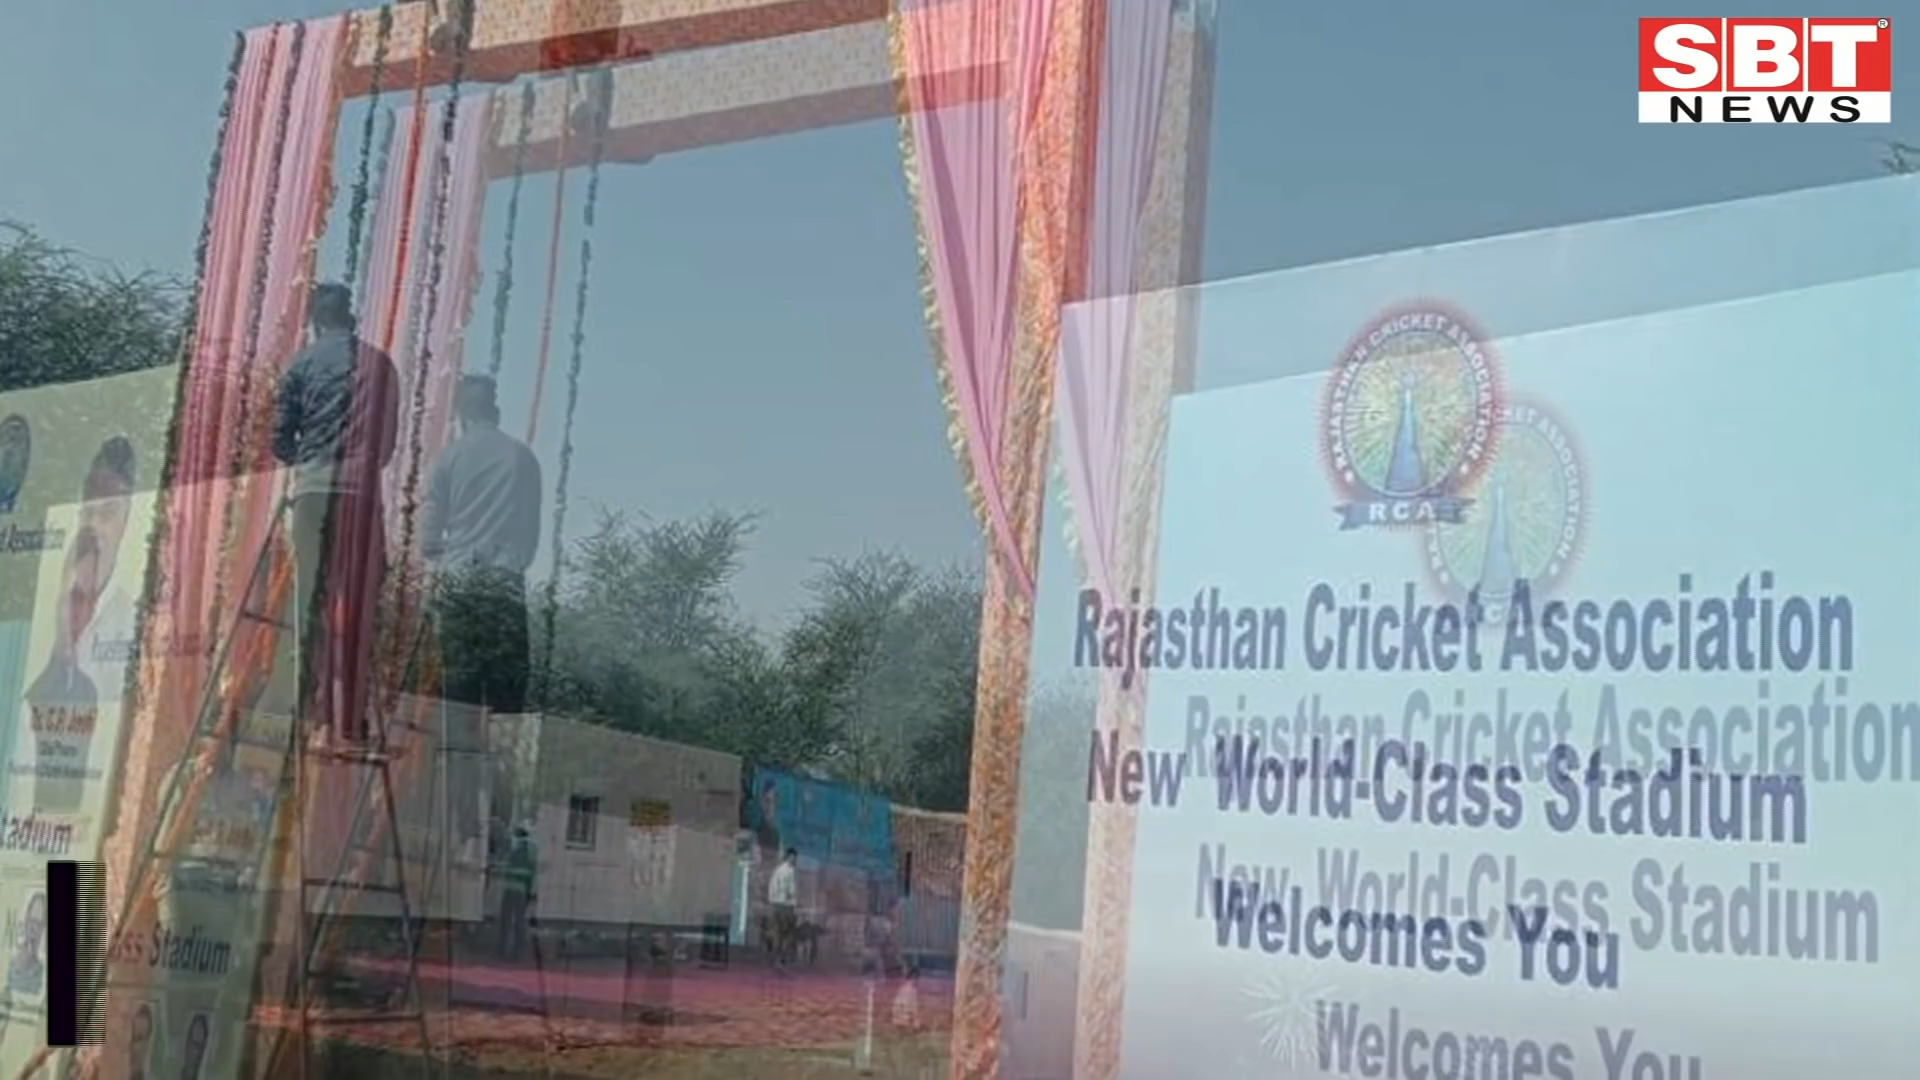 SBT
NEWS
RAJASTHAN CRICKET ASSOCIATION
RCA
Rajasthan Cricket Association
Rajasthan Cricket Association
New World-Class Stadium
New World-Class Stadium
Welcomes You
Welcomes You
Association
Stadium